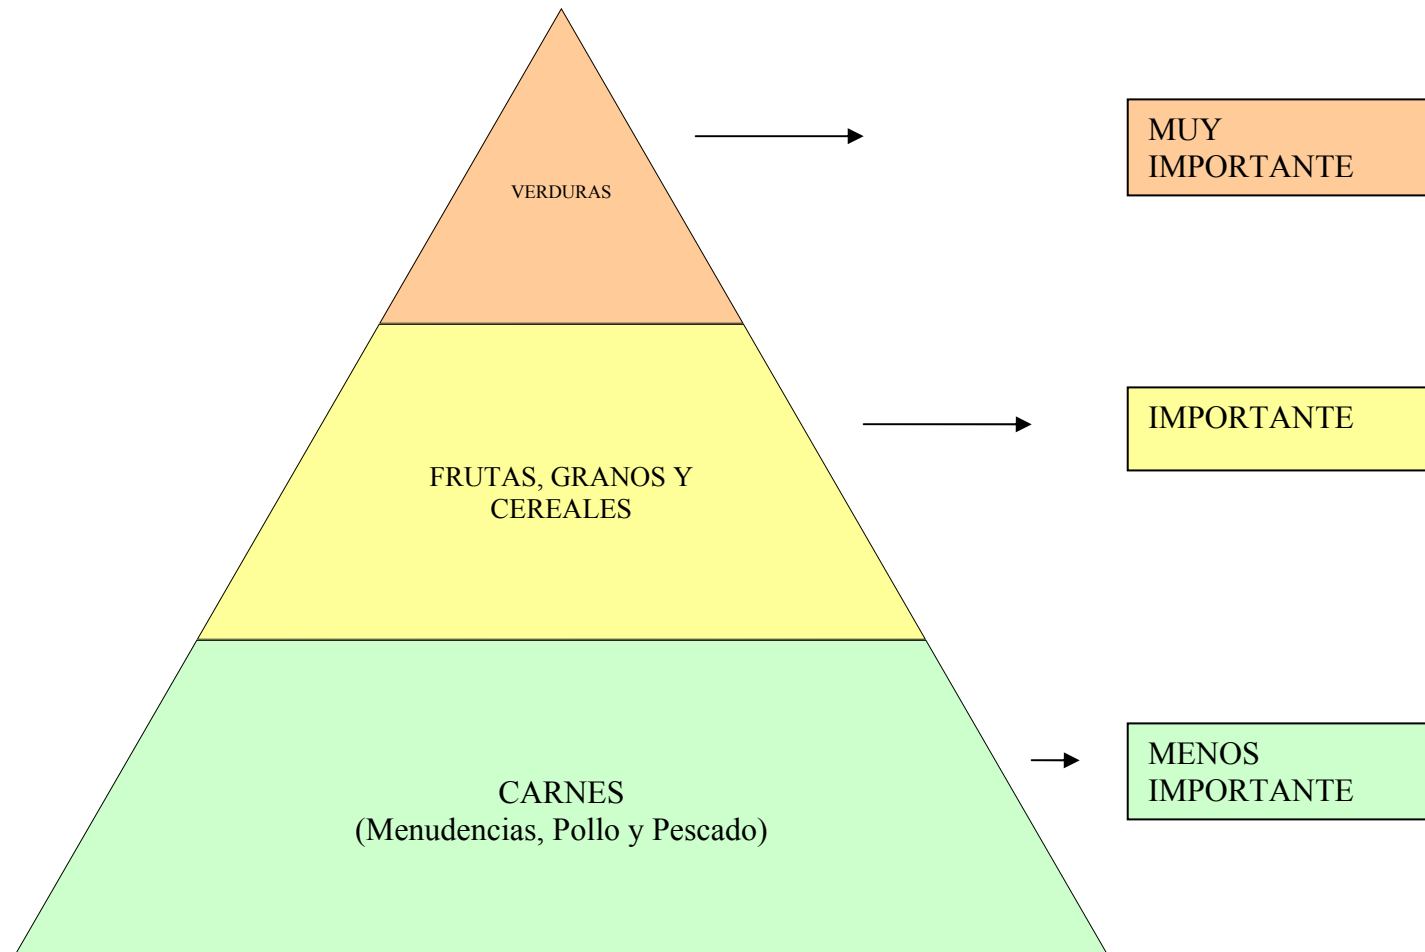 MUY
IMPORTANTE
VERDURAS
IMPORTANTE
FRUTAS, GRANOS Y
CEREALES
MENOS
IMPORTANTE
CARNES
(Menudencias, Pollo y Pescado)